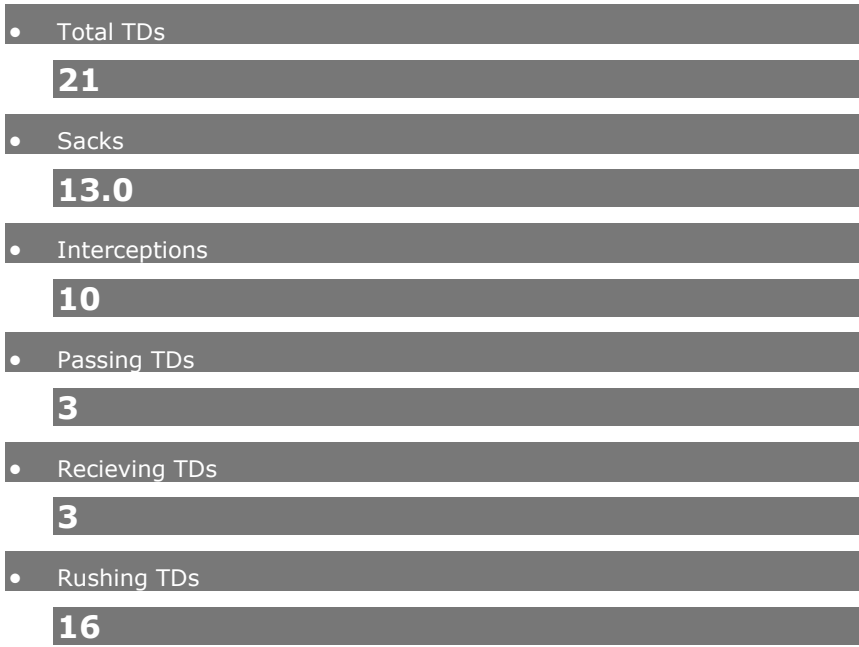 Total TDs
21
Sacks
13.0
Interceptions
10
Passing TDs
3
Recieving TDs
3
Rushing TDs
16